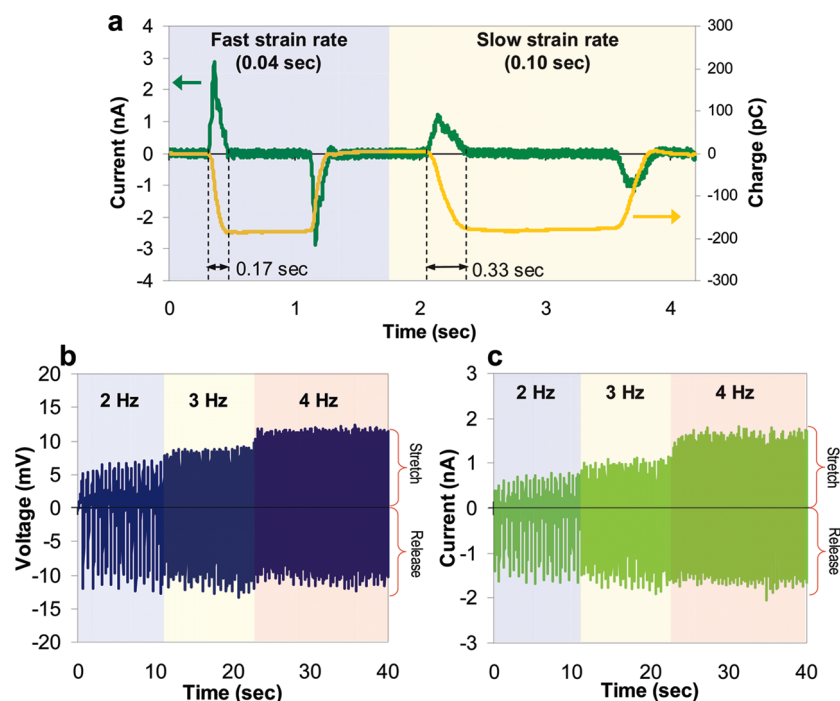 a
Fast strain rate
(0.04 sec)
Slow strain rate
(0.10 sec)
Current (nA)
4
3
2
1
0
-1
-2
-3
-4
Charge (pC)
300
200
100
0
-100
-200
-300
0.17 sec
0.33 sec
0 1 2 3 4
Time (sec)
b
Voltage (mV)
20
15
10
5
0
-5
-10
-15
-20
2 Hz 3 Hz 4 Hz
Stretch
Release
0 10 20 30 40
Time (sec)
c
Current (nA)
3
2
1
0
-1
-2
-3
2 Hz 3 Hz 4 Hz
Stretch
Release
0 10 20 30 40
Time (sec)